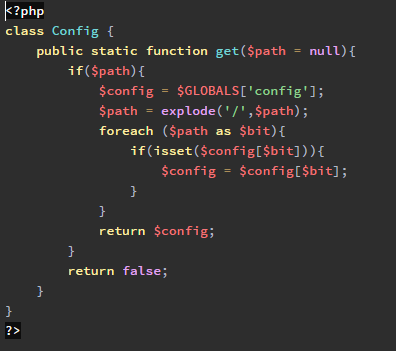 <?php
class Config {
    public static function get($path = null){
        if($path){
            $config = $GLOBALS['config'];
            $path = explode('/',$path);
            foreach ($path as $bit){
                if(isset($config[$bit])){
                    $config = $config[$bit];
                }
            }
            return $config;
        }
        return false;
    }
}
?>